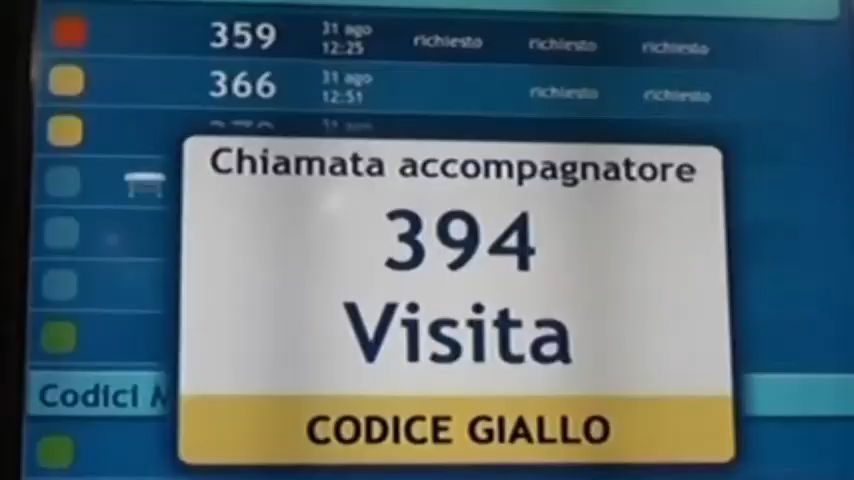 359 31 ago 12:25 richiesto richiesto richiesto
366 31 ago 12:51 richiesto richiesto
Chiamata accompagnatore
394
Visita
CODICE GIALLO
Codici